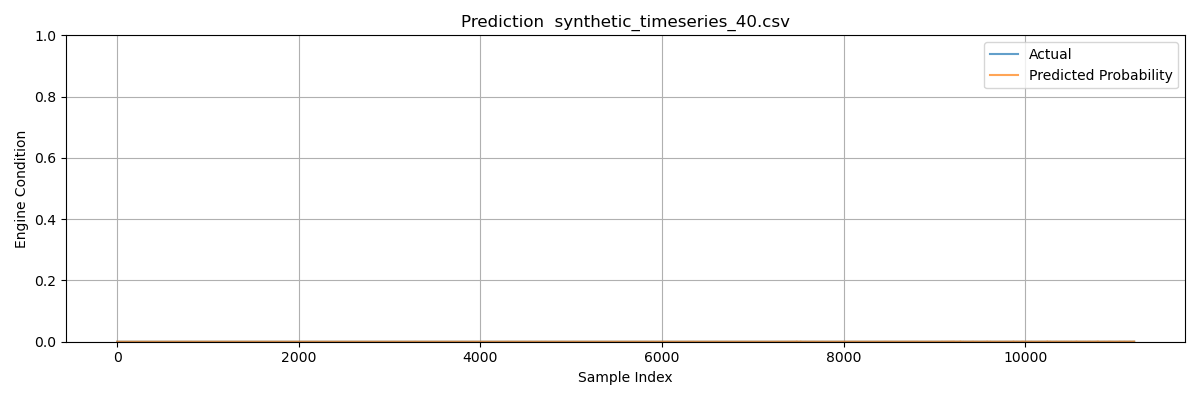 Prediction  synthetic_timeseries_40.csv
1.0
0.8
0.6
0.4
0.2
0.0
Engine Condition
Actual
Predicted Probability
0
2000
4000
6000
8000
10000
Sample Index